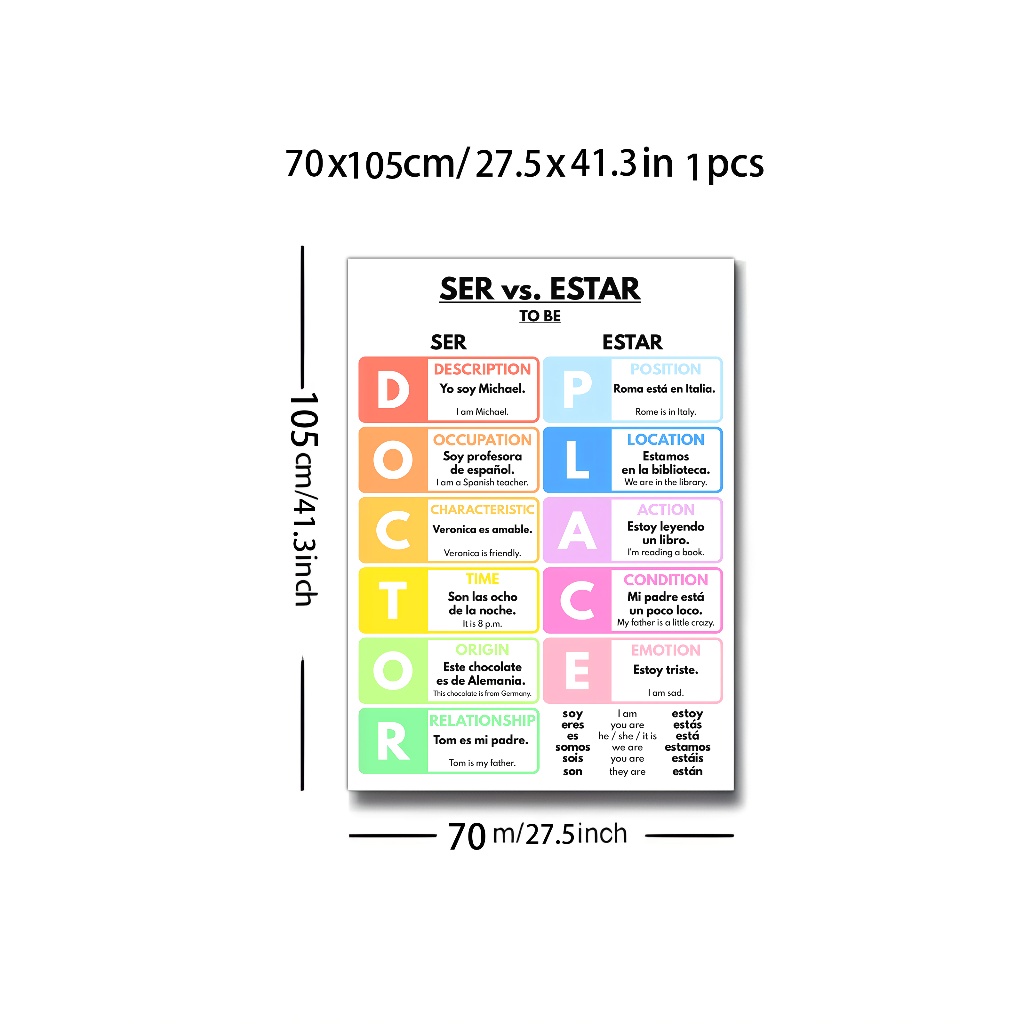 70x105cm/ 27.5x41.3in 1pcs
105cm/41.3inch
SER vs. ESTAR
TO BE
SER
D
DESCRIPTION
Yo soy Michael.
I am Michael.
O
OCCUPATION
Soy profesora
de español.
I am a Spanish teacher.
C
CHARACTERISTIC
Veronica es amable.
Veronica is friendly.
T
TIME
Son las ocho
de la noche.
It is 8 p.m.
O
ORIGIN
Este chocolate
es de Alemania.
This chocolate is from Germany.
R
RELATIONSHIP
Tom es mi padre.
Tom is my father.
ESTAR
P
POSITION
Roma está en Italia.
Rome is in Italy.
L
LOCATION
Estamos
en la biblioteca.
We are in the library.
A
ACTION
Estoy leyendo
un libro.
I'm reading a book.
C
CONDITION
Mi padre está
un poco loco.
My father is a little crazy.
E
EMOTION
Estoy triste.
I am sad.
soy I am estoy
eres you are estás
es he / she / it is está
somos we are estamos
sois you are estáis
son they are están
70 m/27.5inch